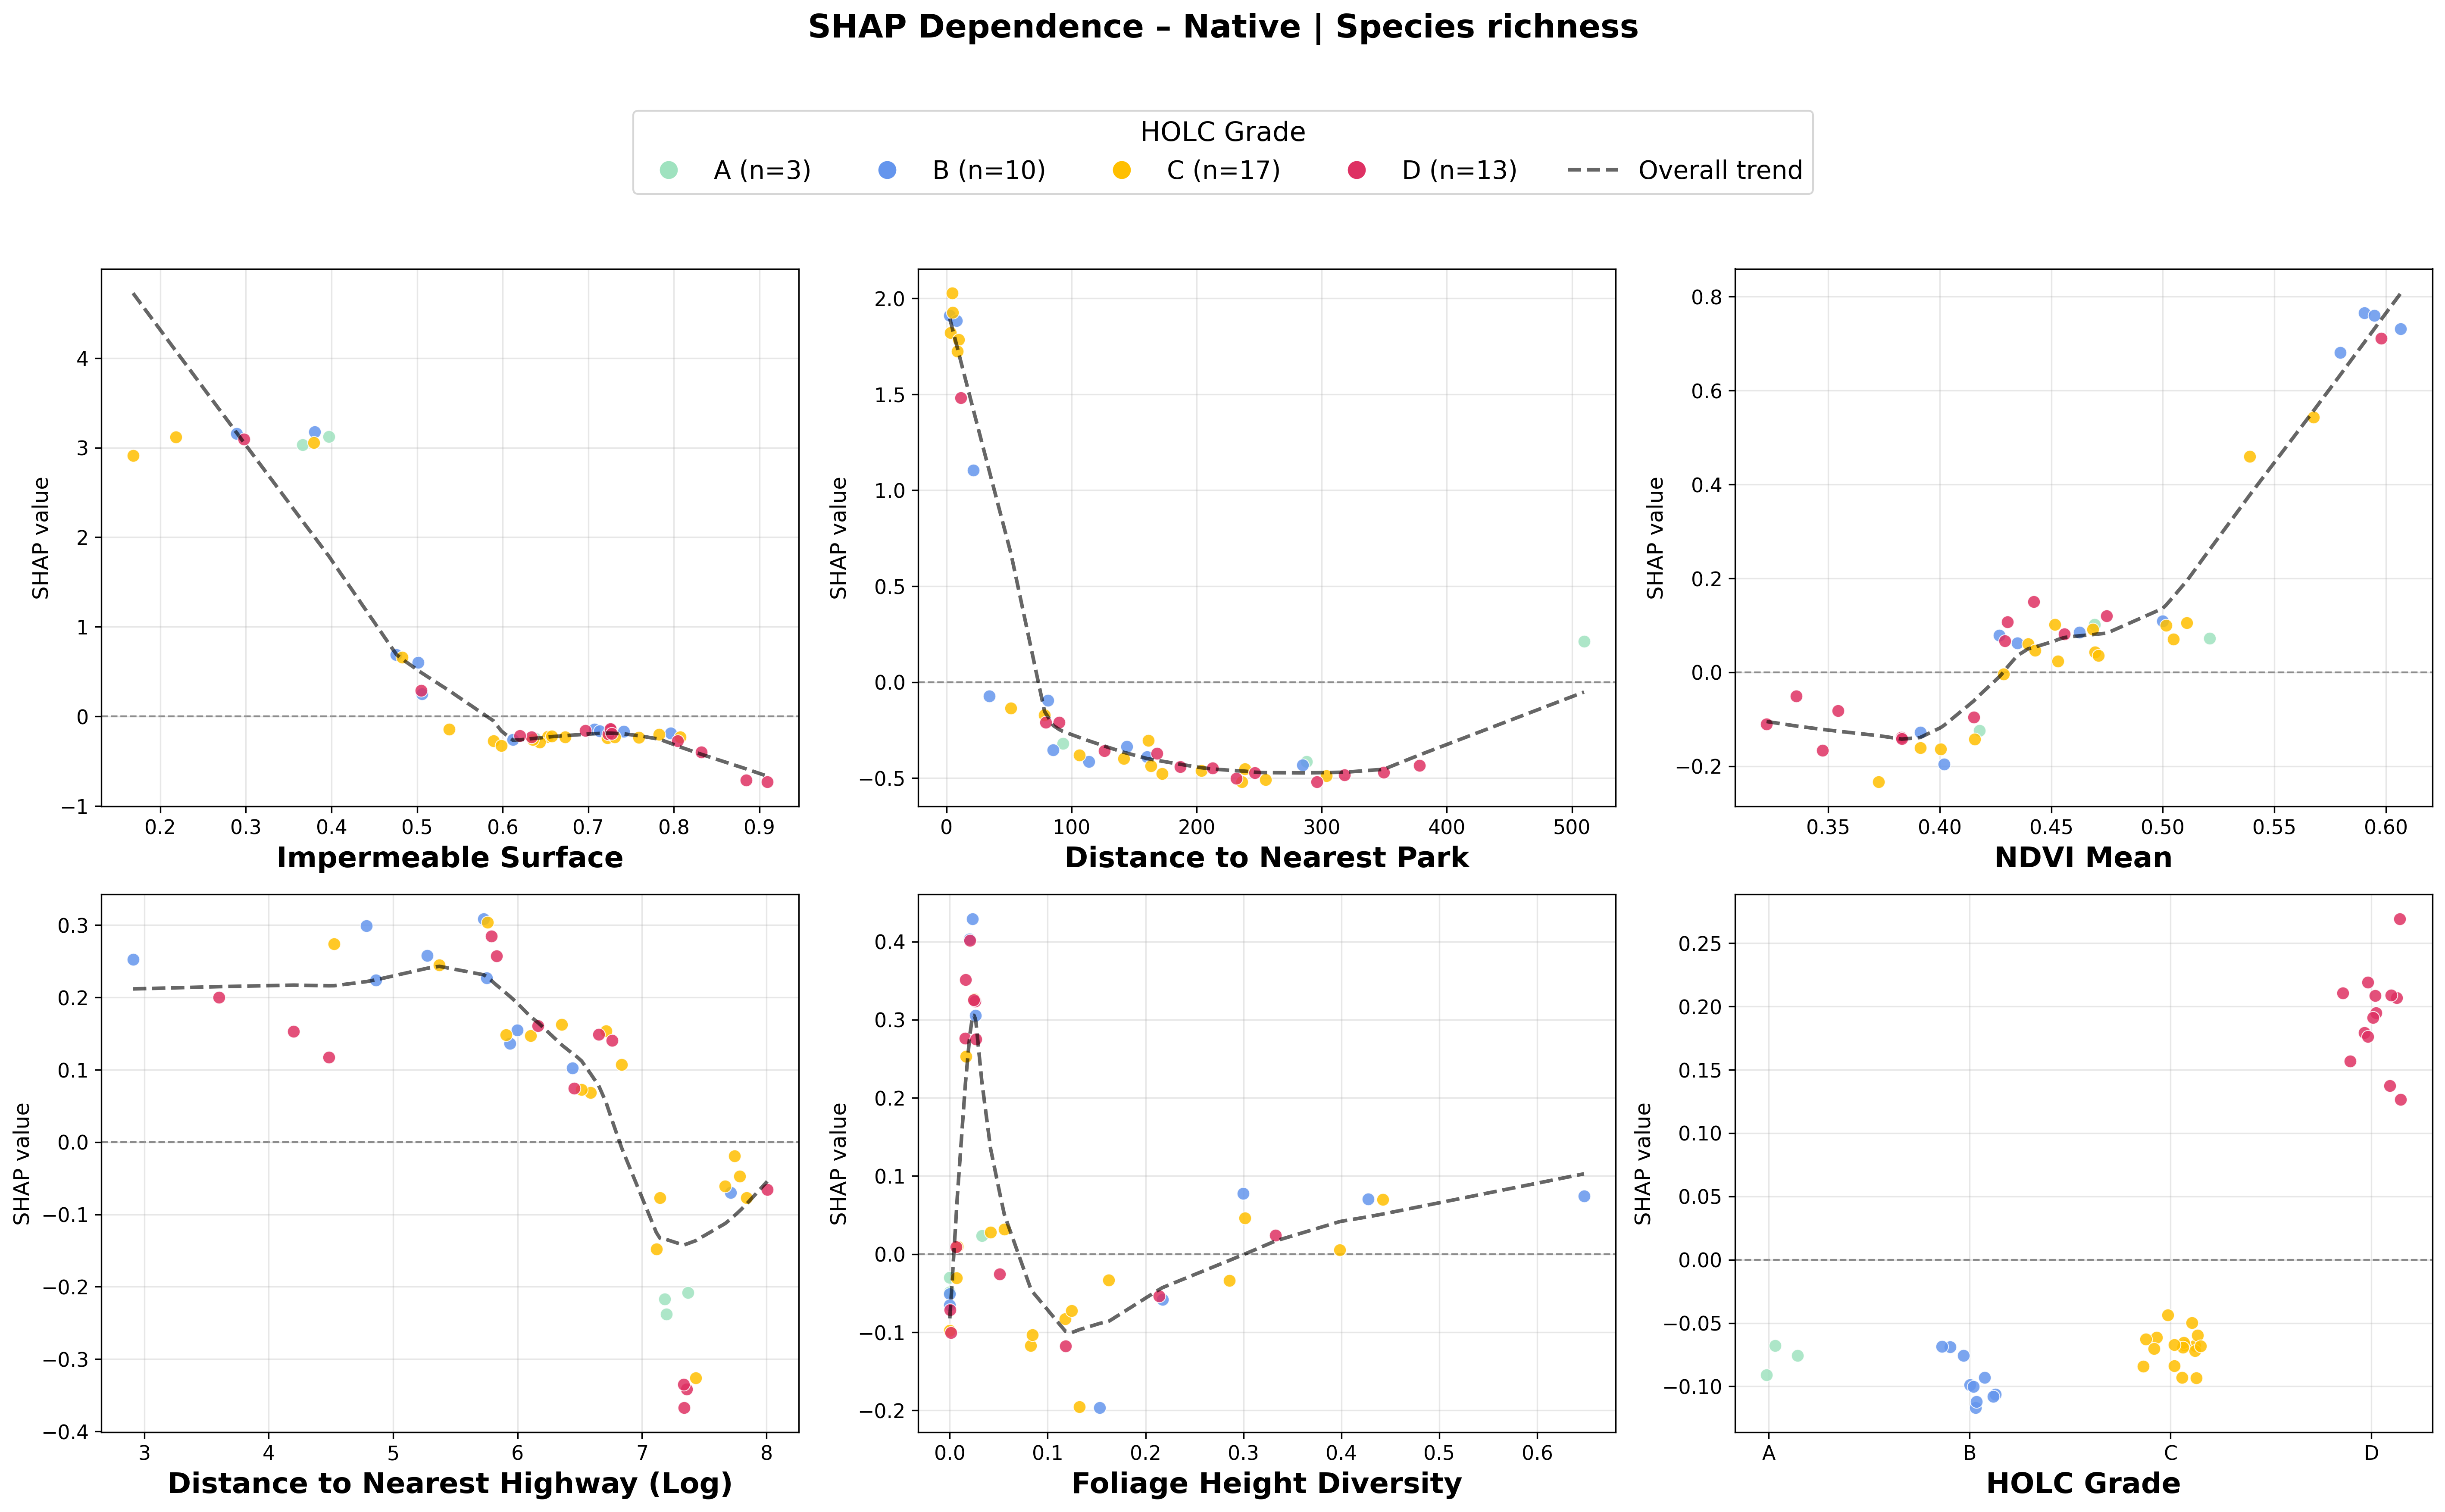 SHAP Dependence – Native | Species richness
HOLC Grade
A (n=3) B (n=10) C (n=17) D (n=13) Overall trend
SHAP value
4
3
2
1
0
−1
0.2 0.3 0.4 0.5 0.6 0.7 0.8 0.9
Impermeable Surface
SHAP value
2.0
1.5
1.0
0.5
0.0
−0.5
0 100 200 300 400 500
Distance to Nearest Park
SHAP value
0.8
0.6
0.4
0.2
0.0
−0.2
0.35 0.40 0.45 0.50 0.55 0.60
NDVI Mean
SHAP value
0.3
0.2
0.1
0.0
−0.1
−0.2
−0.3
−0.4
3 4 5 6 7 8
Distance to Nearest Highway (Log)
SHAP value
0.4
0.3
0.2
0.1
0.0
−0.1
−0.2
0.0 0.1 0.2 0.3 0.4 0.5 0.6
Foliage Height Diversity
SHAP value
0.25
0.20
0.15
0.10
0.05
0.00
−0.05
−0.10
A B C D
HOLC Grade